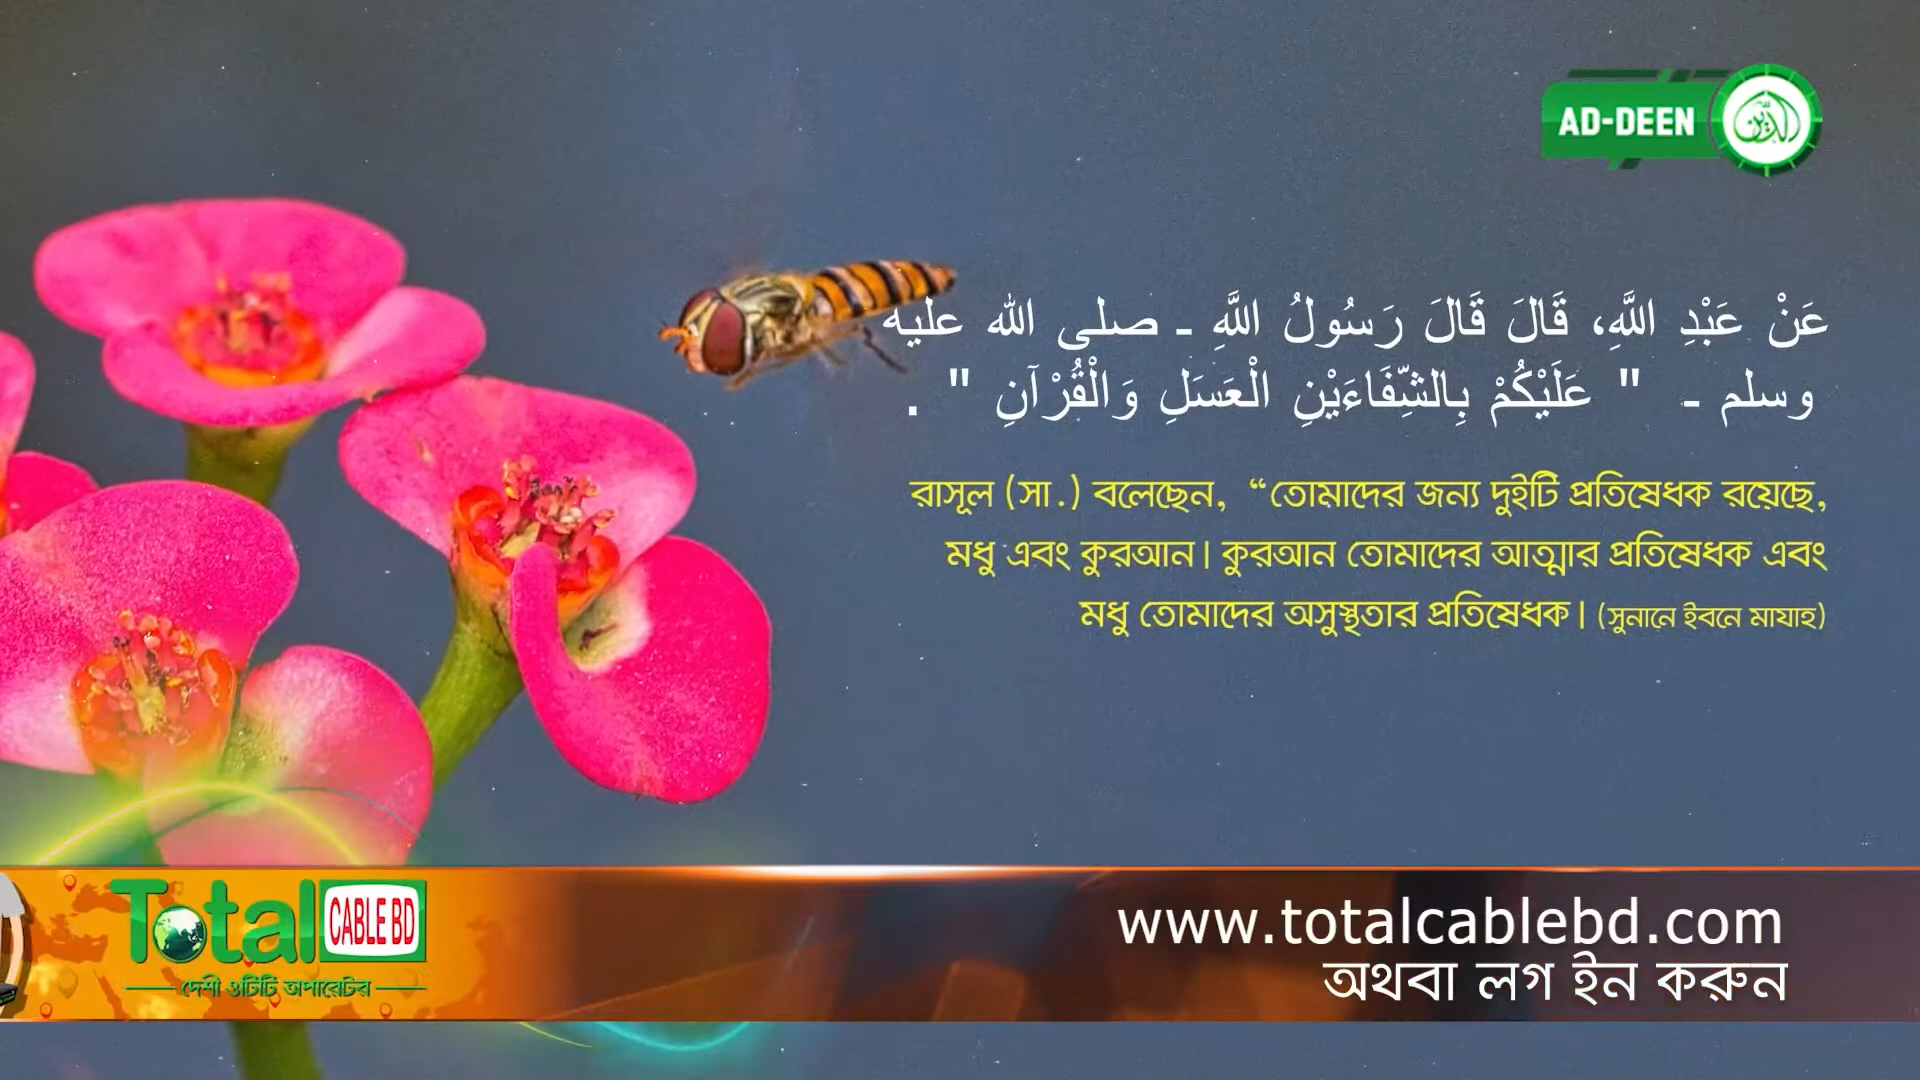 AD-DEEN
الدين
عَنْ عَبْدِ اللَّهِ، قَالَ قَالَ رَسُولُ اللَّهِ ـ صلى الله عليه
وسلم ـ " عَلَيْكُمْ بِالشِّفَاءَيْنِ الْعَسَلِ وَالْقُرْآنِ " .
রাসূল (সা.) বলেছেন, “তোমাদের জন্য দুইটি প্রতিষেধক রয়েছে,
মধু এবং কুরআন। কুরআন তোমাদের আত্মার প্রতিষেধক এবং
মধু তোমাদের অসুস্থতার প্রতিষেধক। (সুনানে ইবনে মাযাহ)
Total CABLE BD
দেশী ওটিটি অপারেটর
www.totalcablebd.com
অথবা লগ ইন করুন